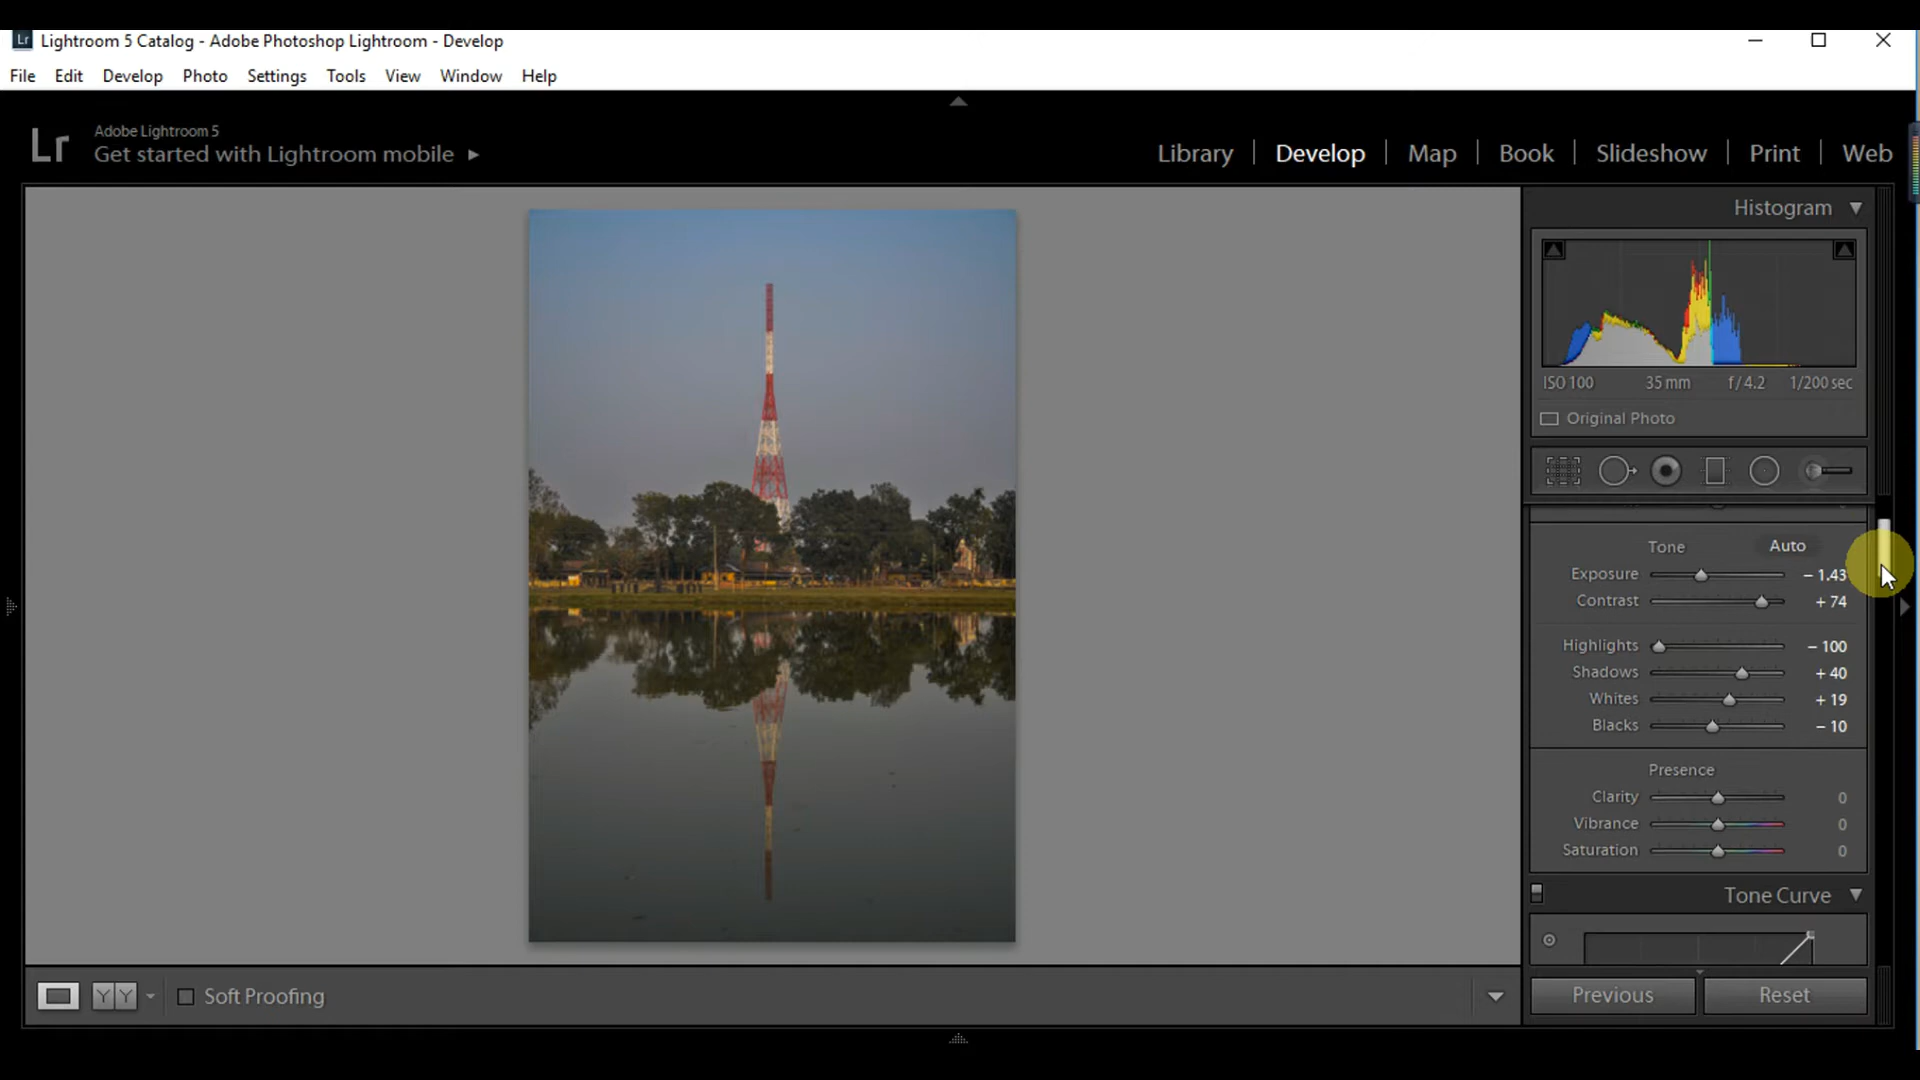 Lr Lightroom 5 Catalog - Adobe Photoshop Lightroom - Develop
File Edit Develop Photo Settings Tools View Window Help
Lr
Adobe Lightroom 5
Get started with Lightroom mobile
Library Develop Map Book Slideshow Print Web
Histogram
ISO 100 35 mm f / 4.2 1/200 sec
Original Photo
Tone Auto
Exposure - 1.43
Contrast + 74
Highlights - 100
Shadows + 40
Whites + 19
Blacks - 10
Presence
Clarity 0
Vibrance 0
Saturation 0
Tone Curve
YY Soft Proofing
Previous Reset